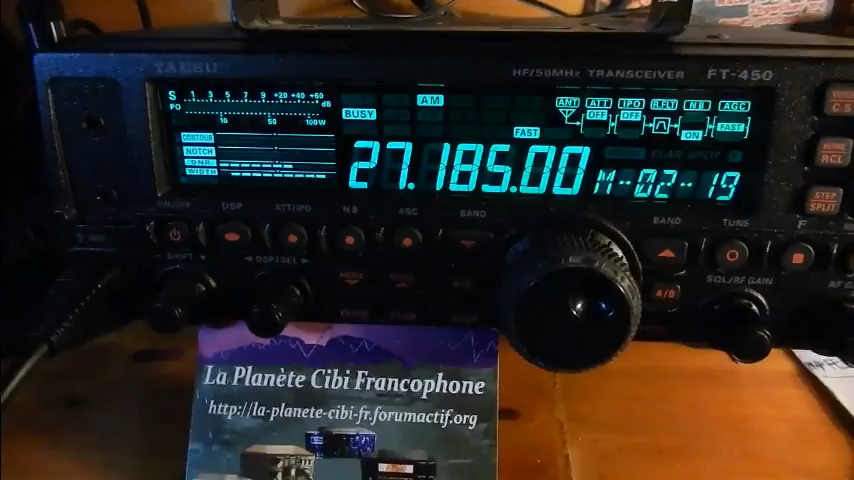 YAESU
HF/50MHz TRANSCEIVER FT-450
S 1 3 5 7 9 +20 +40 +60 dB
PO 10 50 100 W
BUSY
AM
FAST
ANT ATT IPO R.FLT N B AGC
OFF OFF ON FAST
CONTOUR
NOTCH
DNR
WIDTH
27.185.00 M-02-19
CLAR SPLIT
HOME
RCL
STEP
SPLIT
DSP ATT/IPO NB AGC BAND BAND TUNE F
SHIFT DSP/SEL
A/B
SQL/RF GAIN
La Planète Cibi Francophone
http://la-planete-cibi-fr.forumactif.org